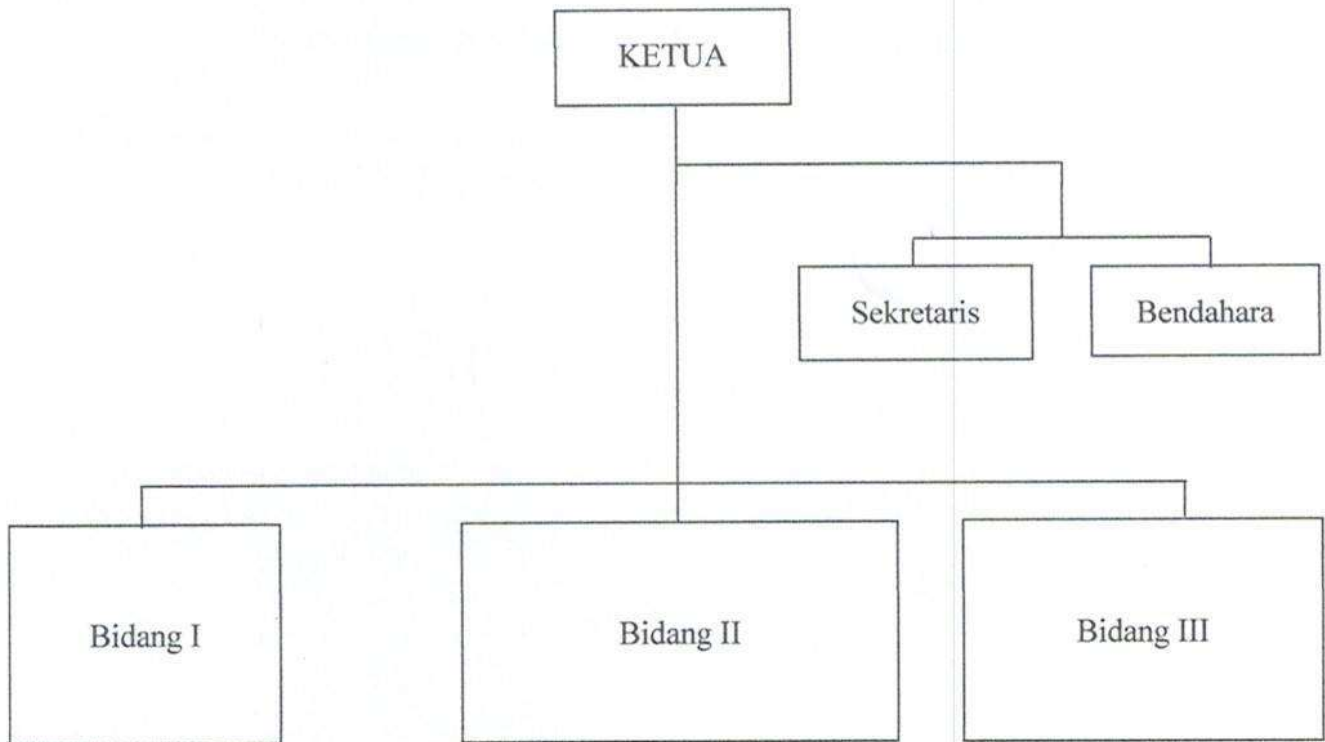 KETUA
Sekretaris
Bendahara
Bidang I
Bidang II
Bidang III